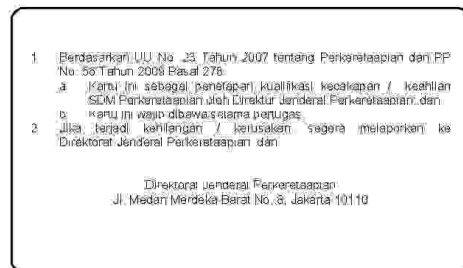 1 Berdasarkan UU No. 23 Tahun 2007 tentang Perkeretaapian dan PP
No. 56 Tahun 2009 Pasal 278:
a Kartu ini sebagai penetapan kualifikasi kecakapan / keahlian
SDM Perkeretaapian oleh Direktur Jenderal Perkeretaapian; dan
b Kartu ini wajib dibawa selama bertugas
2 Jika terjadi kehilangan / kerusakan segera melaporkan ke
Direktorat Jenderal Perkeretaapian dan
Direktorat Jenderal Perkeretaapian
Jl. Medan Merdeka Barat No. 8, Jakarta 10110